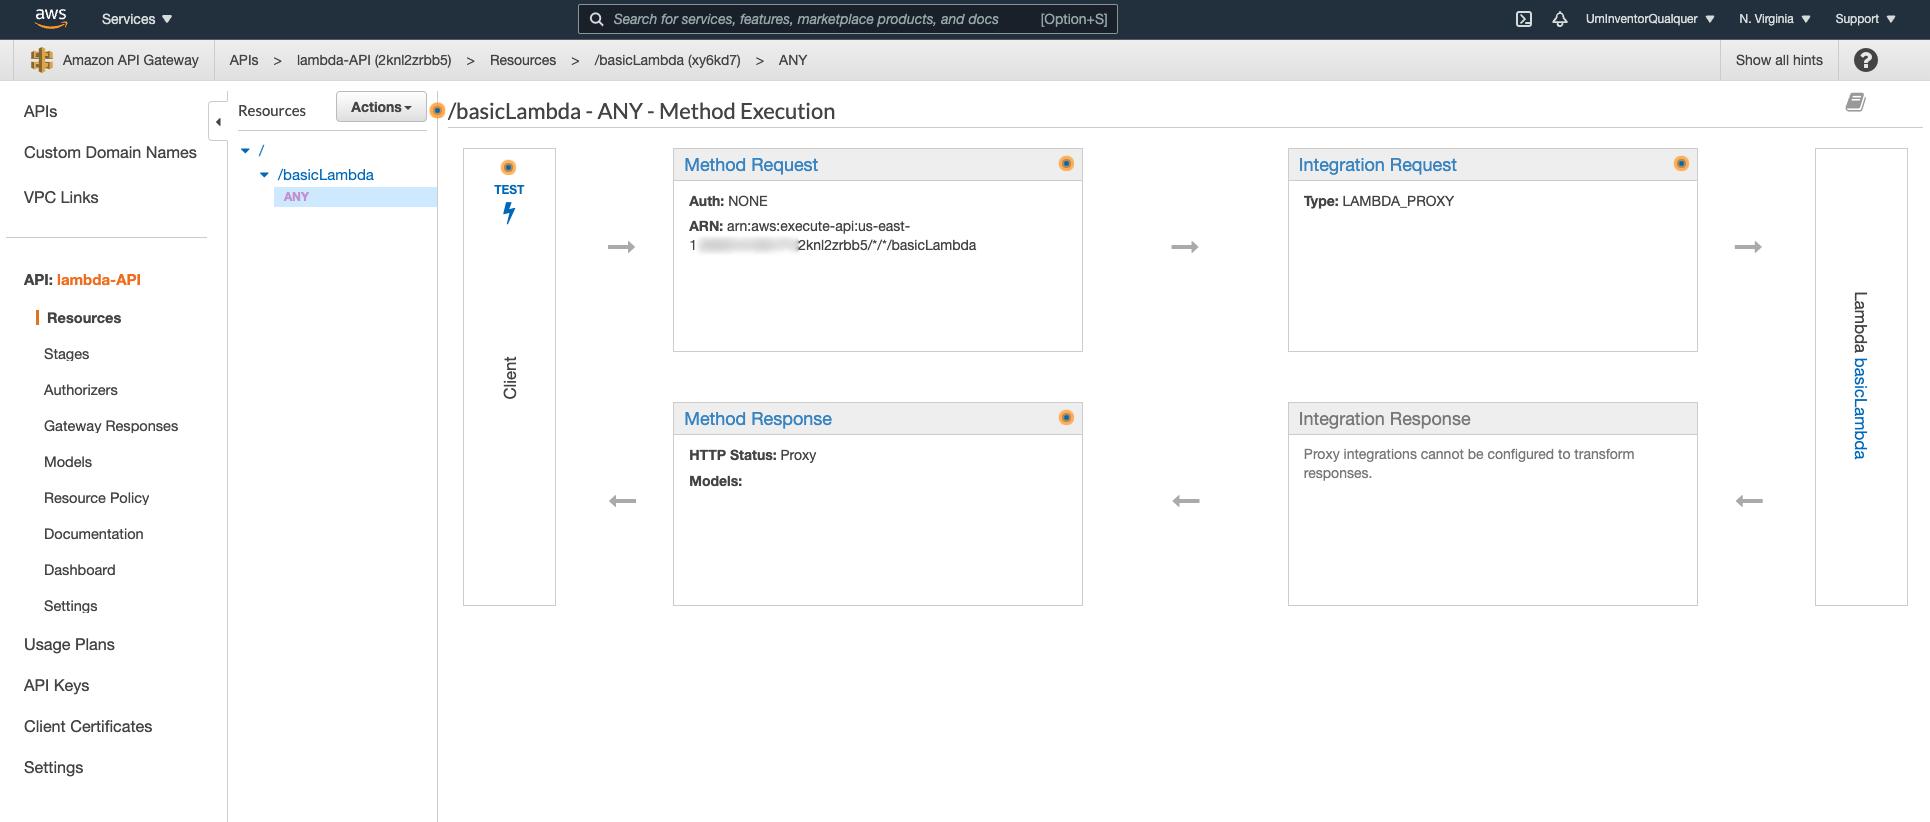 aws Services Search for services, features, marketplace products, and docs [Option+S] UmInventorQualquer N. Virginia Support
Amazon API Gateway APIs > lambda-API (2knl2zrbb5) > Resources > /basicLambda (xy6kd7) > ANY Show all hints ?
APIs
Custom Domain Names
VPC Links
API: lambda-API
Resources
Stages
Authorizers
Gateway Responses
Models
Resource Policy
Documentation
Dashboard
Settings
Usage Plans
API Keys
Client Certificates
Settings
Resources Actions
/
/basicLambda
ANY
/basicLambda - ANY - Method Execution
TEST
Client
Method Request
Auth: NONE
ARN: arn:aws:execute-api:us-east-
1 2knl2zrbb5/*/*/basicLambda
Integration Request
Type: LAMBDA_PROXY
Method Response
HTTP Status: Proxy
Models:
Integration Response
Proxy integrations cannot be configured to transform
responses.
Lambda basicLambda